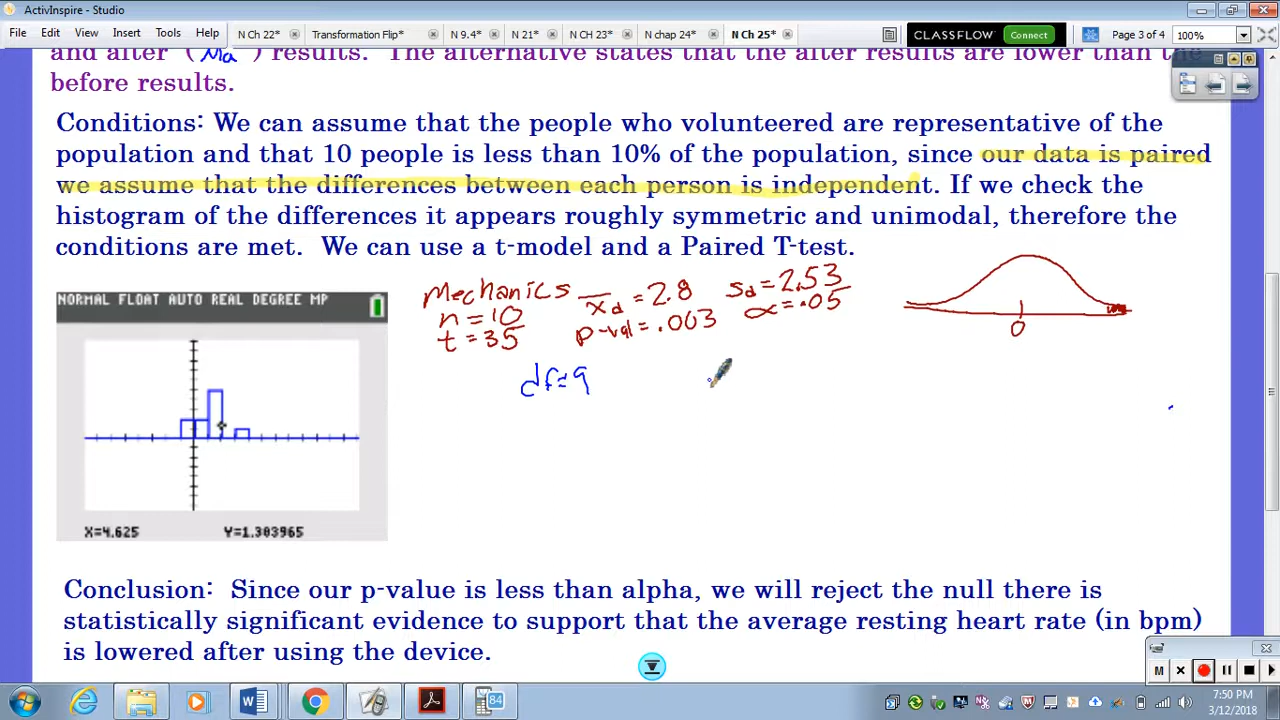 ActivInspire - Studio
File Edit View Insert Tools Help N Ch 22* Transformation Flip* N 9.4* N 21* N CH 23* N chap 24* N Ch 25* CLASSFLOW Connect Page 3 of 4 100%
and after (Ma) results. The alternative states that the after results are lower than the
before results.
Conditions: We can assume that the people who volunteered are representative of the
population and that 10 people is less than 10% of the population, since our data is paired
we assume that the differences between each person is independent. If we check the
histogram of the differences it appears roughly symmetric and unimodal, therefore the
conditions are met. We can use a t-model and a Paired T-test.
NORMAL FLOAT AUTO REAL DEGREE MP
X=4.625 Y=1.303965
Mechanics x̄d = 2.8 sd = 2.53
n = 10 p-val = .003 α = .05
t = 35
0
df = 9
Conclusion: Since our p-value is less than alpha, we will reject the null there is
statistically significant evidence to support that the average resting heart rate (in bpm)
is lowered after using the device.
M
84
7:50 PM
3/12/2018